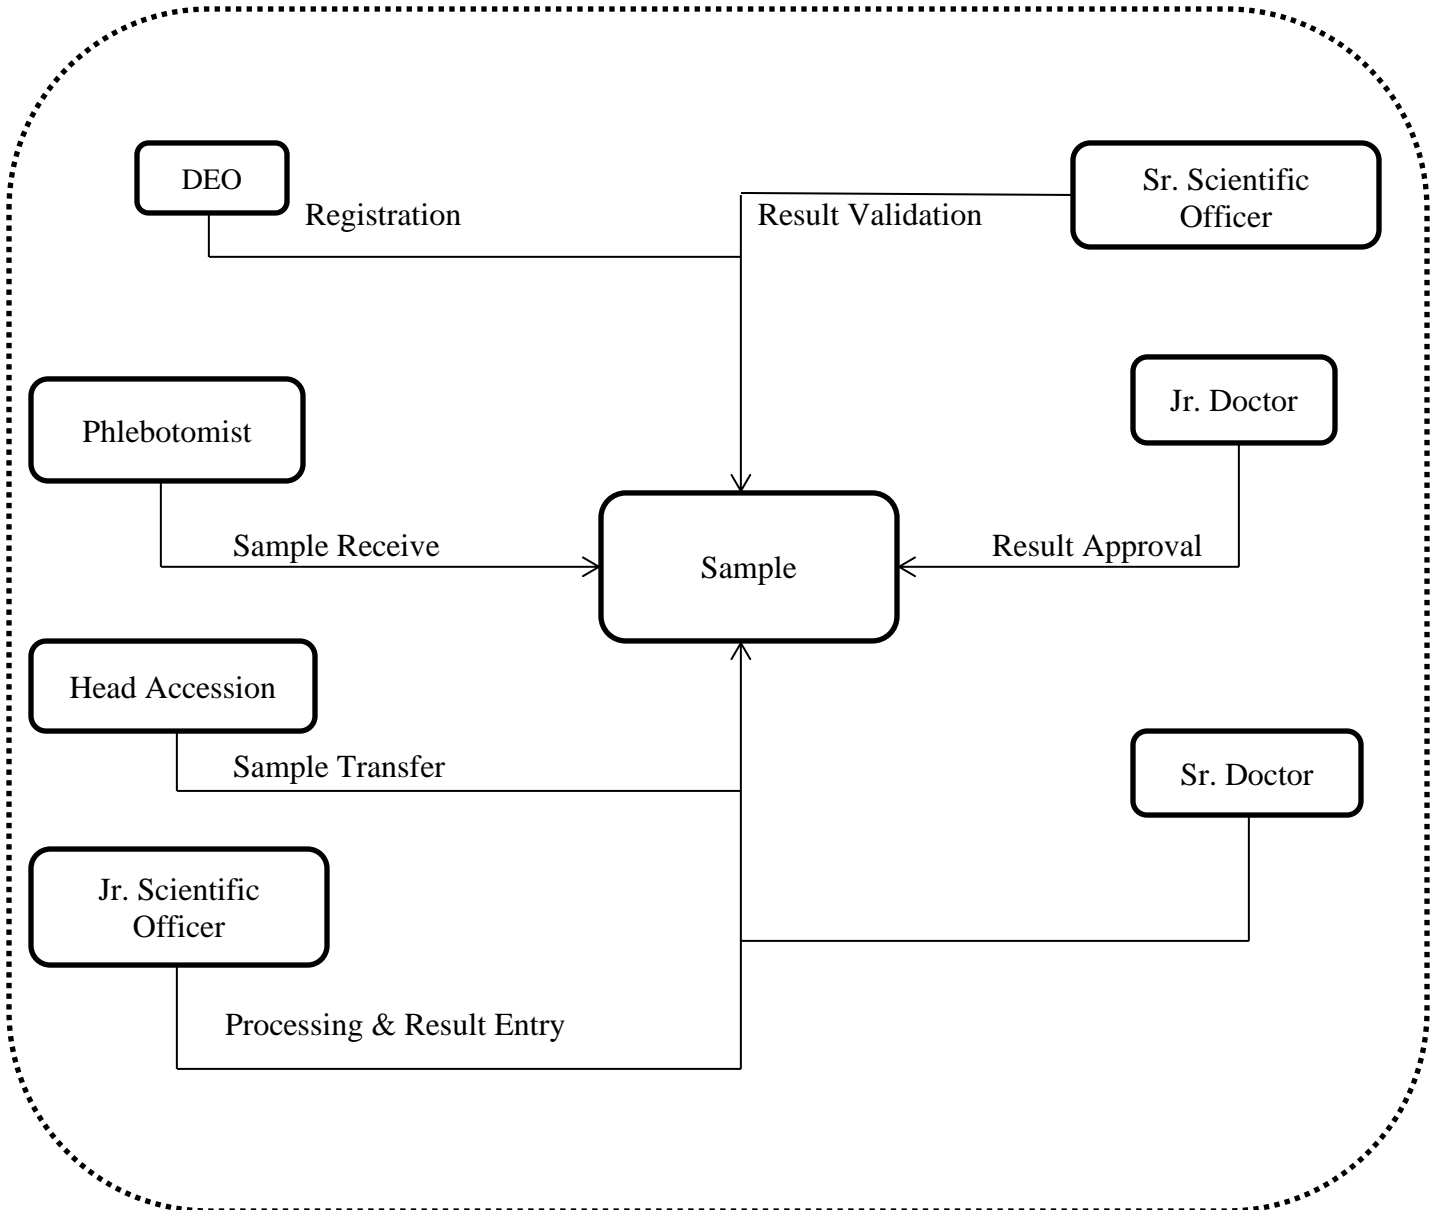 DEO
Registration
Result Validation
Sr. Scientific
Officer
Phlebotomist
Jr. Doctor
Sample Receive
Sample
Result Approval
Head Accession
Sample Transfer
Sr. Doctor
Jr. Scientific
Officer
Processing & Result Entry